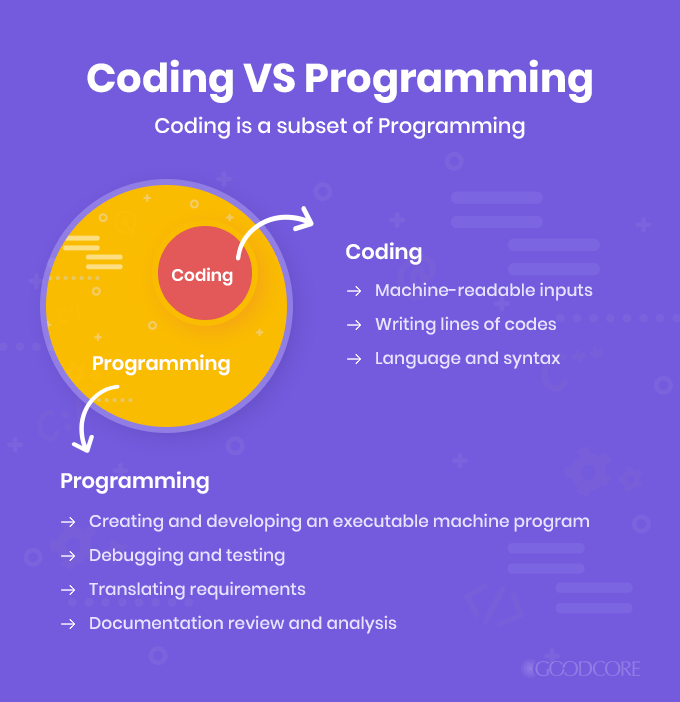 Coding VS Programming
Coding is a subset of Programming
Coding
Programming
Coding
→ Machine-readable inputs
→ Writing lines of codes
→ Language and syntax
Programming
→ Creating and developing an executable machine program
→ Debugging and testing
→ Translating requirements
→ Documentation review and analysis
GOODCORE